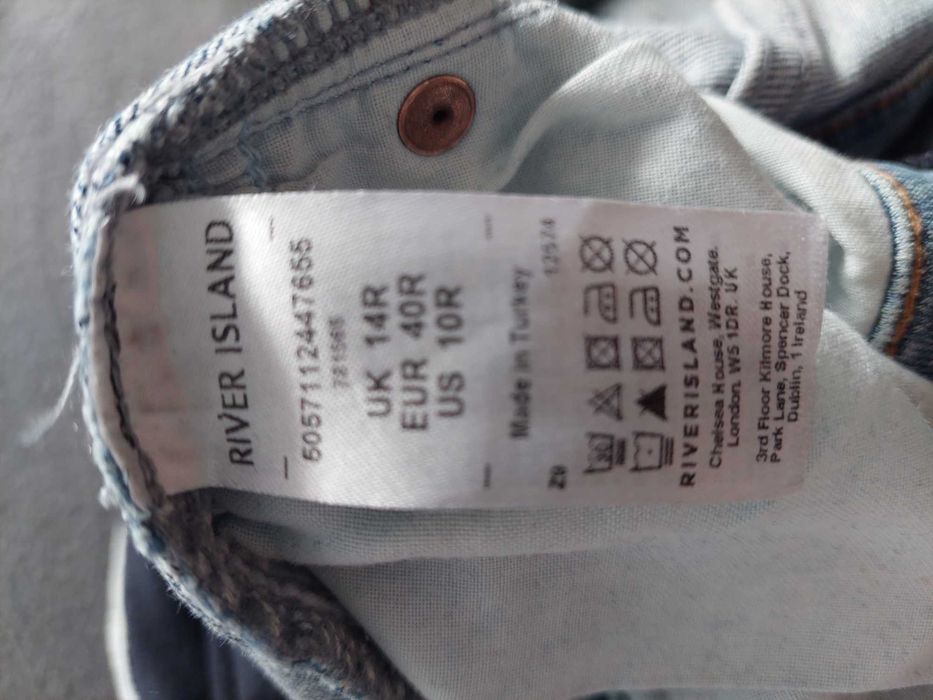 RIVER ISLAND
5057112447655
UK 14R
EUR 40R
US 10R
Made in Turkey
12574
Z9
30
RIVERISLAND.COM
Chelsea House, Westgate.
London. W5 1DR. UK
3rd Floor Kilmore House,
Park Lane, Spencer Dock,
Dublin, 1 Ireland